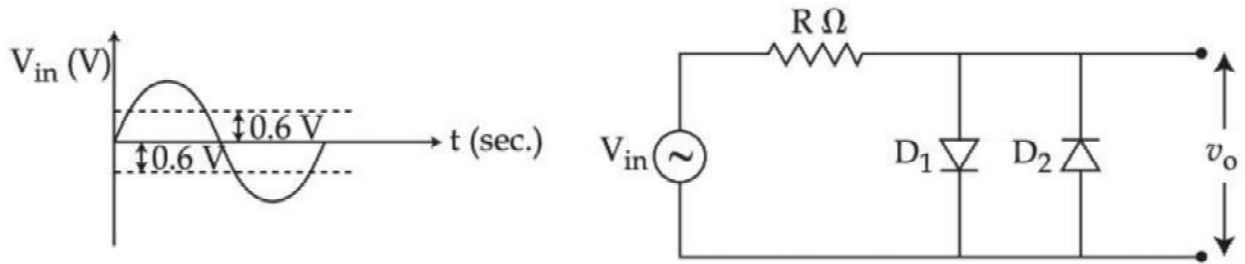 V_in (V)
0.6 V
0.6 V
t (sec.)
R Ω
V_in
~
D_1
D_2
v_o